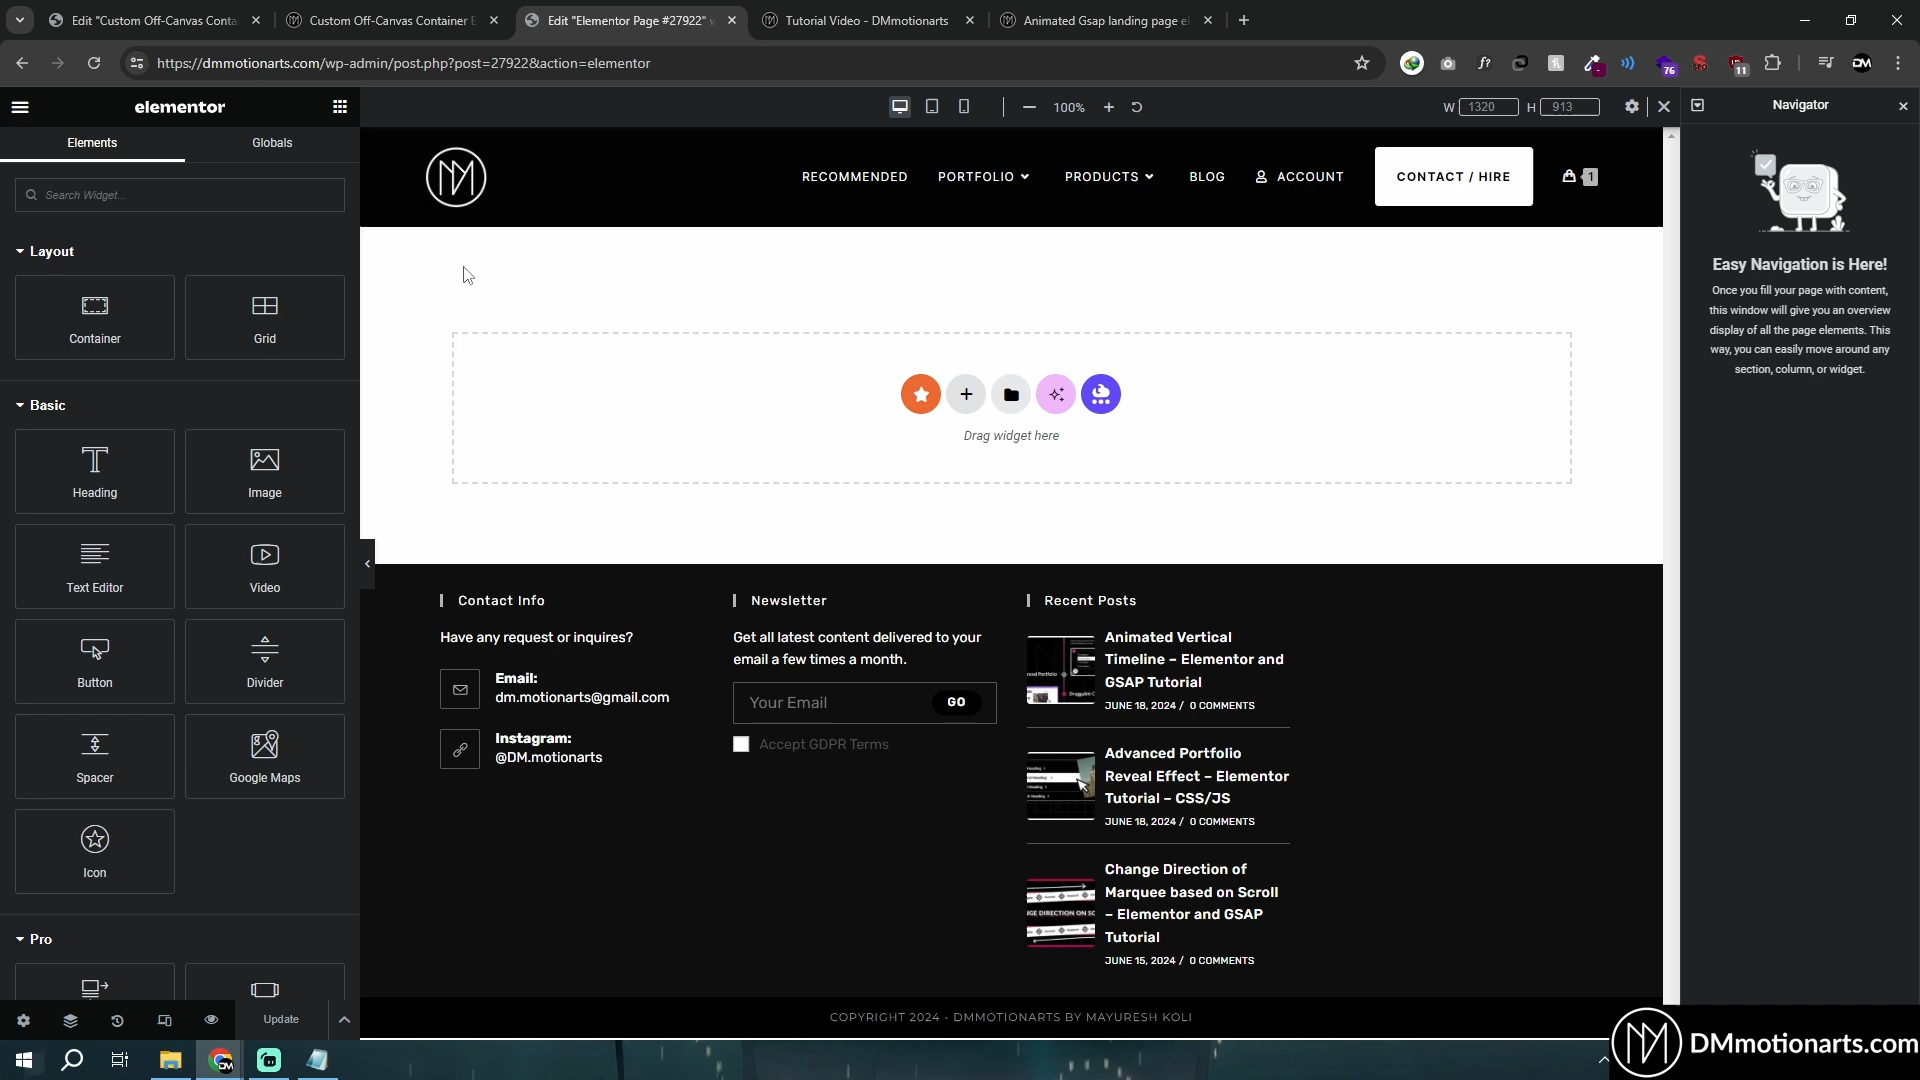 Edit "Custom Off-Canvas Conta
Custom Off-Canvas Container E
Edit "Elementor Page #27922"
Tutorial Video - DMmotionarts
Animated Gsap landing page el
https://dmmotionarts.com/wp-admin/post.php?post=27922&action=elementor
76
11
DM
elementor
100%
W 1320
H 913
Navigator
Elements
Globals
Search Widget...
Layout
Container
Grid
Basic
Heading
Image
Text Editor
Video
Button
Divider
Spacer
Google Maps
Icon
Pro
Update
RECOMMENDED
PORTFOLIO
PRODUCTS
BLOG
ACCOUNT
CONTACT / HIRE
1
Drag widget here
Easy Navigation is Here!
Once you fill your page with content,
this window will give you an overview
display of all the page elements. This
way, you can easily move around any
section, column, or widget.
Contact Info
Have any request or inquires?
Email:
dm.motionarts@gmail.com
Instagram:
@DM.motionarts
Newsletter
Get all latest content delivered to your
email a few times a month.
Your Email
GO
Accept GDPR Terms
Recent Posts
Animated Vertical
Timeline – Elementor and
GSAP Tutorial
JUNE 18, 2024 / 0 COMMENTS
Advanced Portfolio
Reveal Effect – Elementor
Tutorial – CSS/JS
JUNE 18, 2024 / 0 COMMENTS
Change Direction of
Marquee based on Scroll
– Elementor and GSAP
Tutorial
JUNE 15, 2024 / 0 COMMENTS
COPYRIGHT 2024 - DMMOTIONARTS BY MAYURESH KOLI
DMmotionarts.com